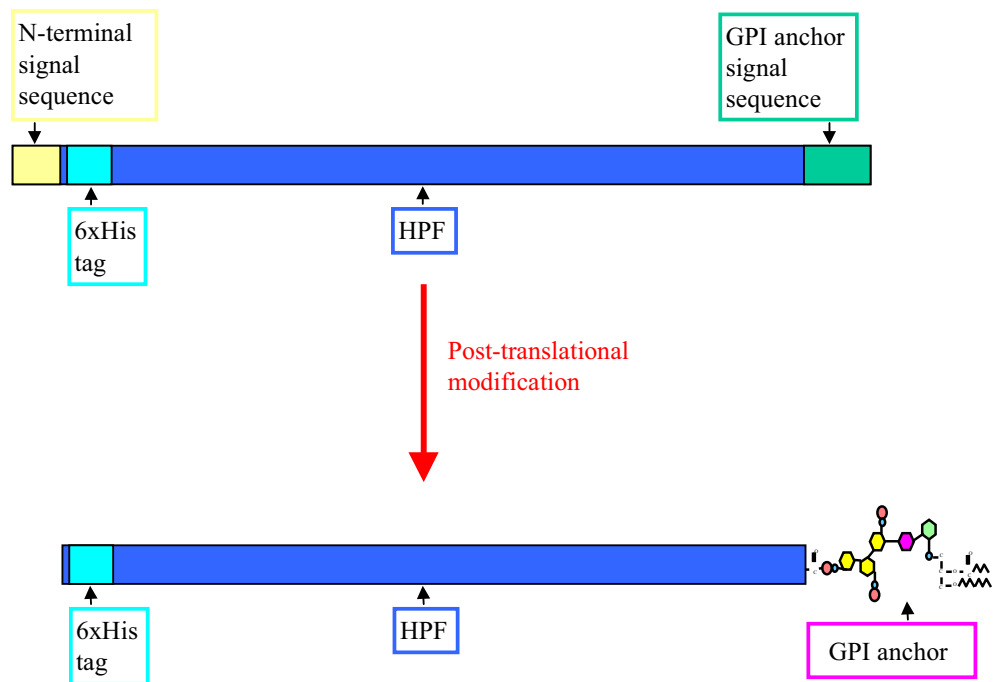 N-terminal
signal
sequence
GPI anchor
signal
sequence
6xHis
tag
HPF
Post-translational
modification
6xHis
tag
HPF
GPI anchor